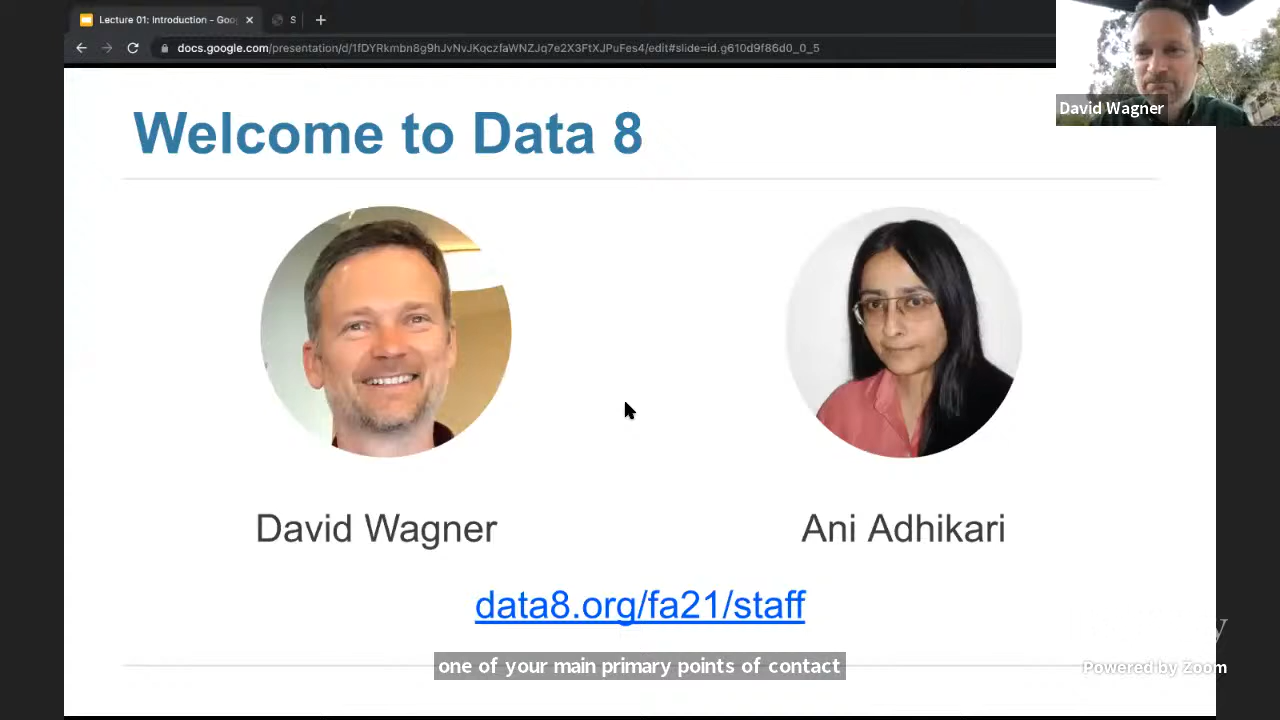 Lecture 01: Introduction - Goo
S
docs.google.com/presentation/d/1fDYRkmbn8g9hJvNvJKqczfaWNZJq7e2X3FtXJPuFes4/edit#slide=id.g610d9f86d0_0_5
David Wagner
Welcome to Data 8
David Wagner
Ani Adhikari
data8.org/fa21/staff
one of your main primary points of contact
Powered by Zoom